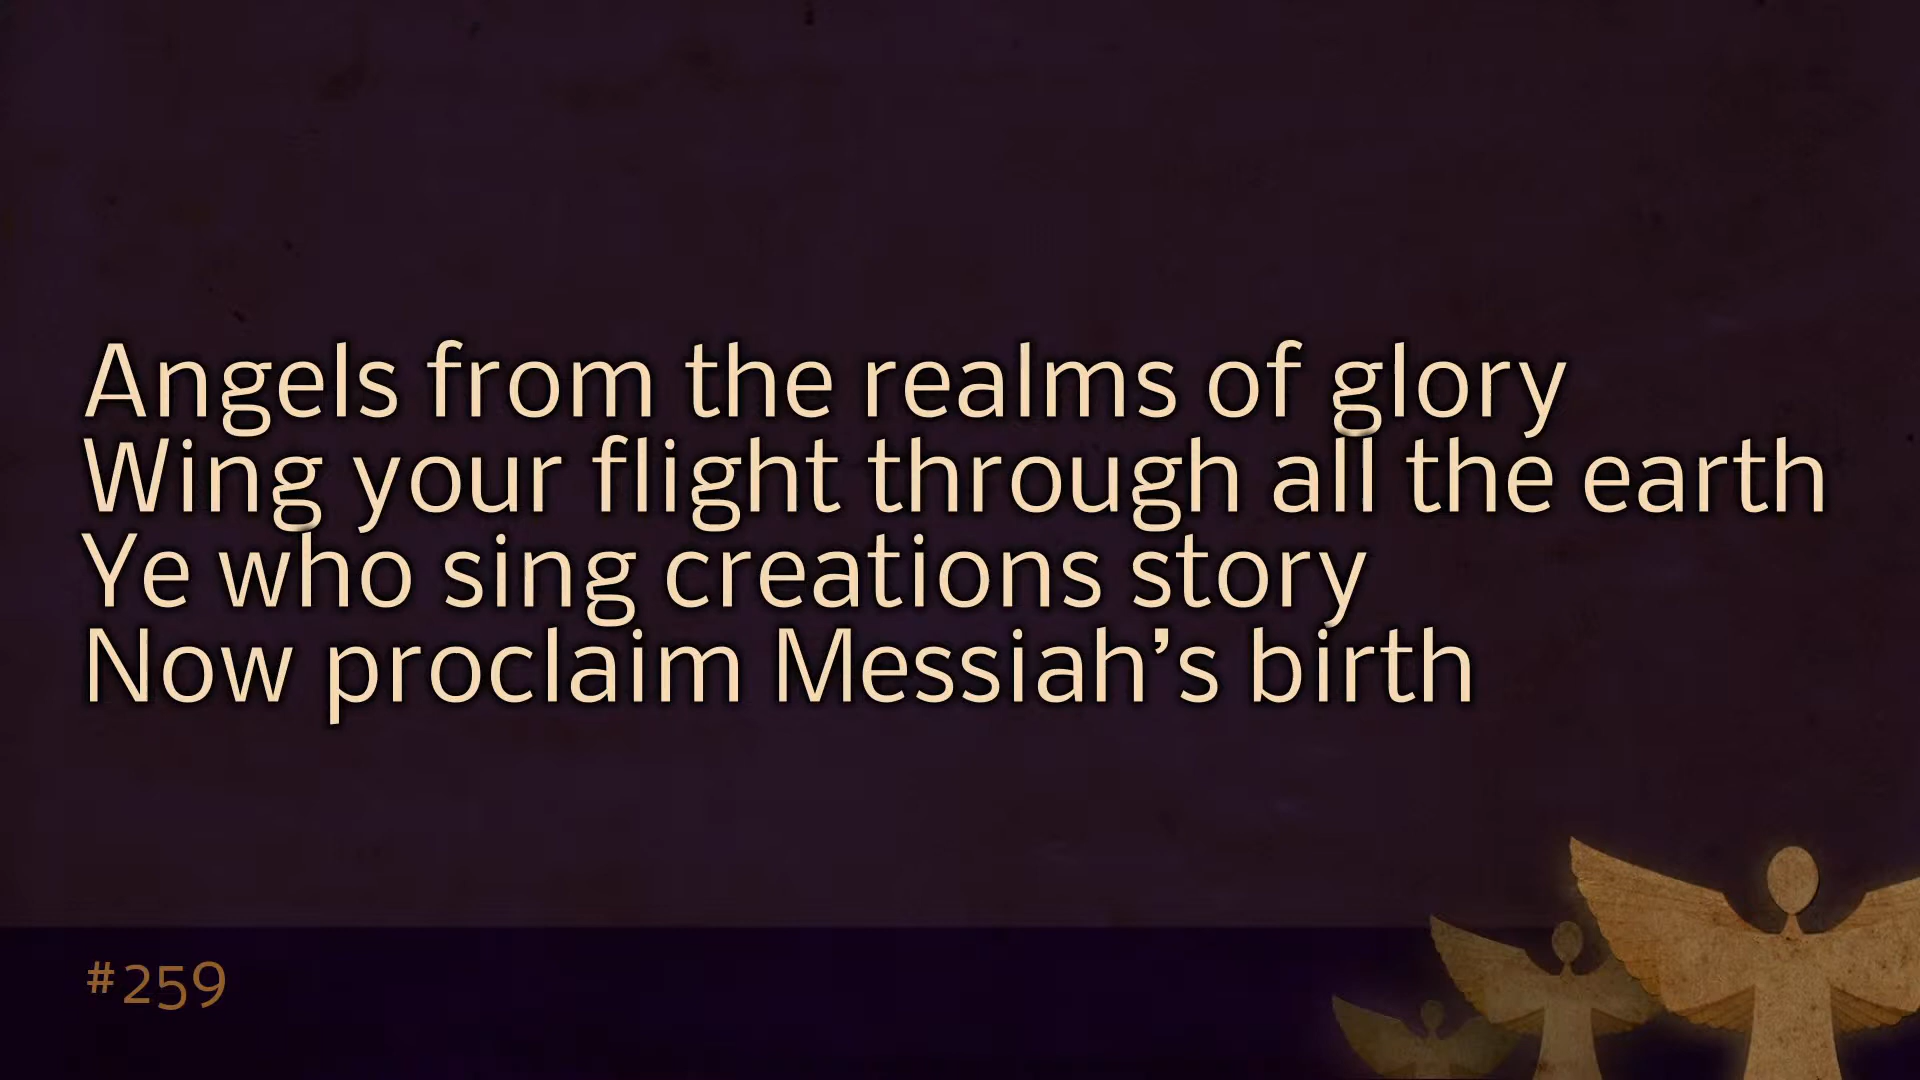 Angels from the realms of glory
Wing your flight through all the earth
Ye who sing creations story
Now proclaim Messiah’s birth
#259